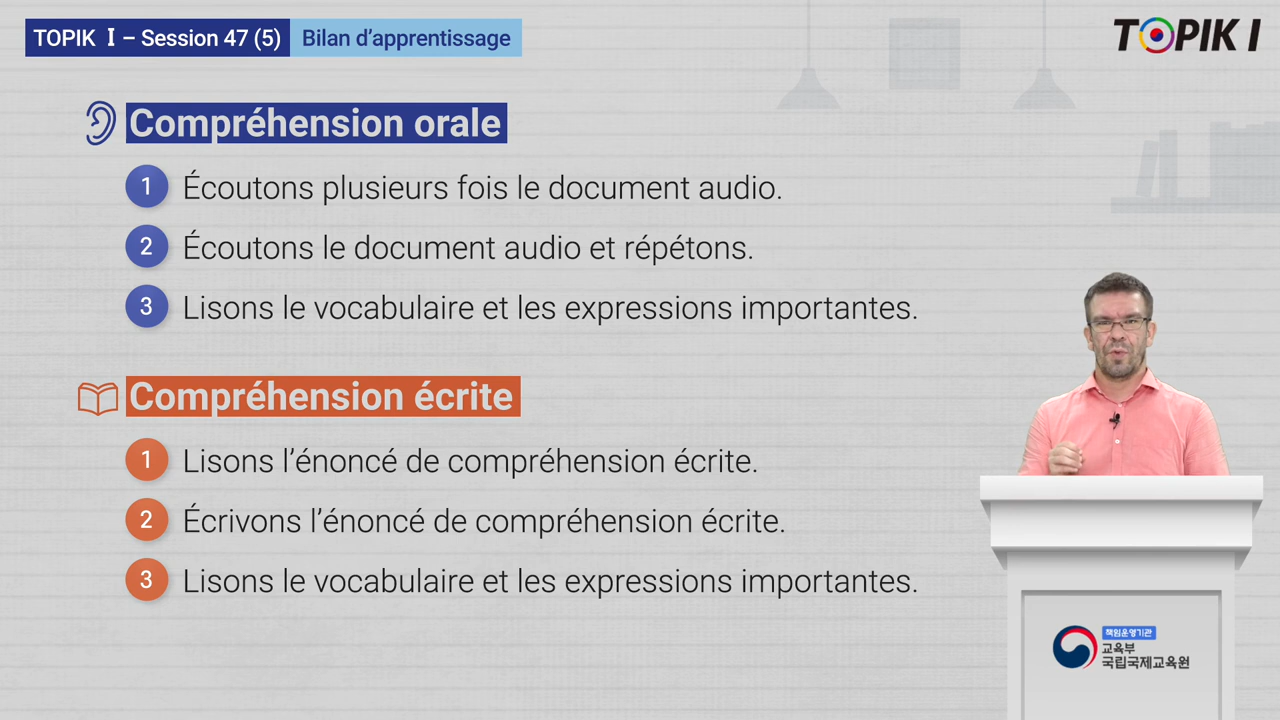 TOPIK I – Session 47 (5) Bilan d’apprentissage
TOPIK I
Compréhension orale
1 Écoutons plusieurs fois le document audio.
2 Écoutons le document audio et répétons.
3 Lisons le vocabulaire et les expressions importantes.
Compréhension écrite
1 Lisons l’énoncé de compréhension écrite.
2 Écrivons l’énoncé de compréhension écrite.
3 Lisons le vocabulaire et les expressions importantes.
책임운영기관
교육부
국립국제교육원